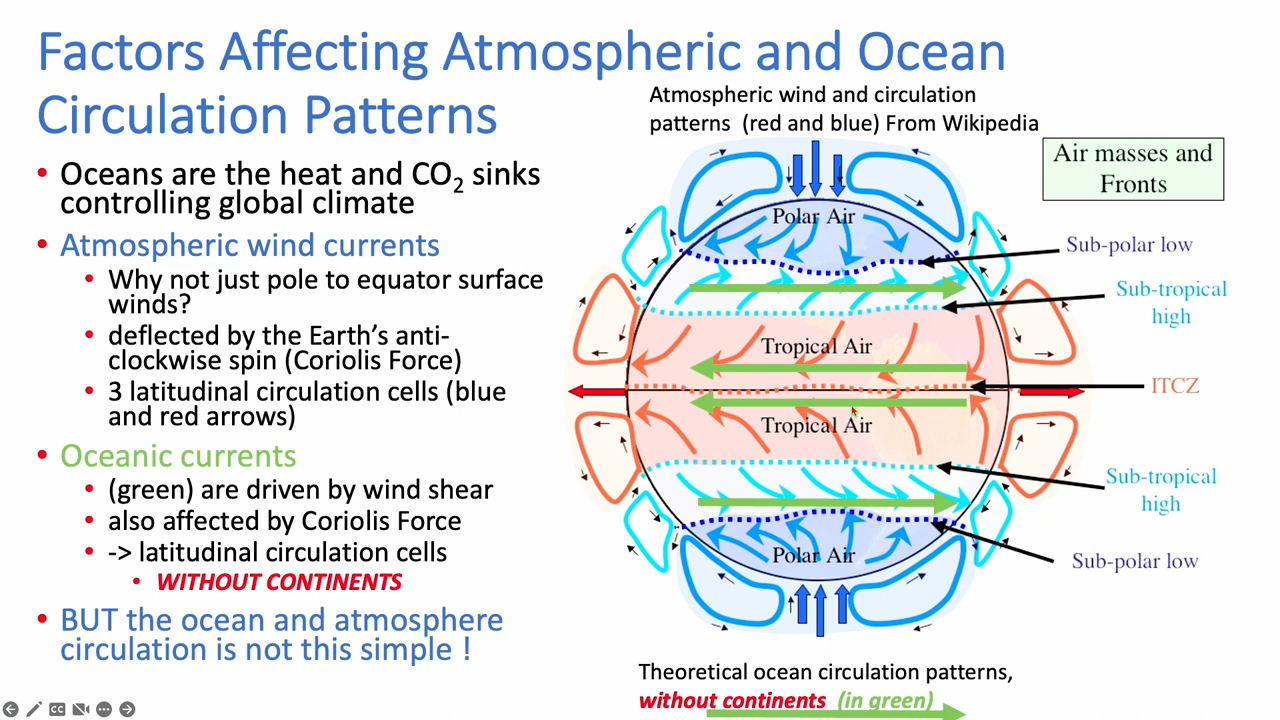 Factors Affecting Atmospheric and Ocean
Circulation Patterns
• Oceans are the heat and CO₂ sinks
controlling global climate
• Atmospheric wind currents
• Why not just pole to equator surface
winds?
• deflected by the Earth’s anti-
clockwise spin (Coriolis Force)
• 3 latitudinal circulation cells (blue
and red arrows)
• Oceanic currents
• (green) are driven by wind shear
• also affected by Coriolis Force
• -> latitudinal circulation cells
• WITHOUT CONTINENTS
• BUT the ocean and atmosphere
circulation is not this simple !
Atmospheric wind and circulation
patterns (red and blue) From Wikipedia
Air masses and
Fronts
Polar Air
Sub-polar low
Sub-tropical
high
Tropical Air
ITCZ
Tropical Air
Sub-tropical
high
Polar Air
Sub-polar low
Theoretical ocean circulation patterns,
without continents (in green)
CC